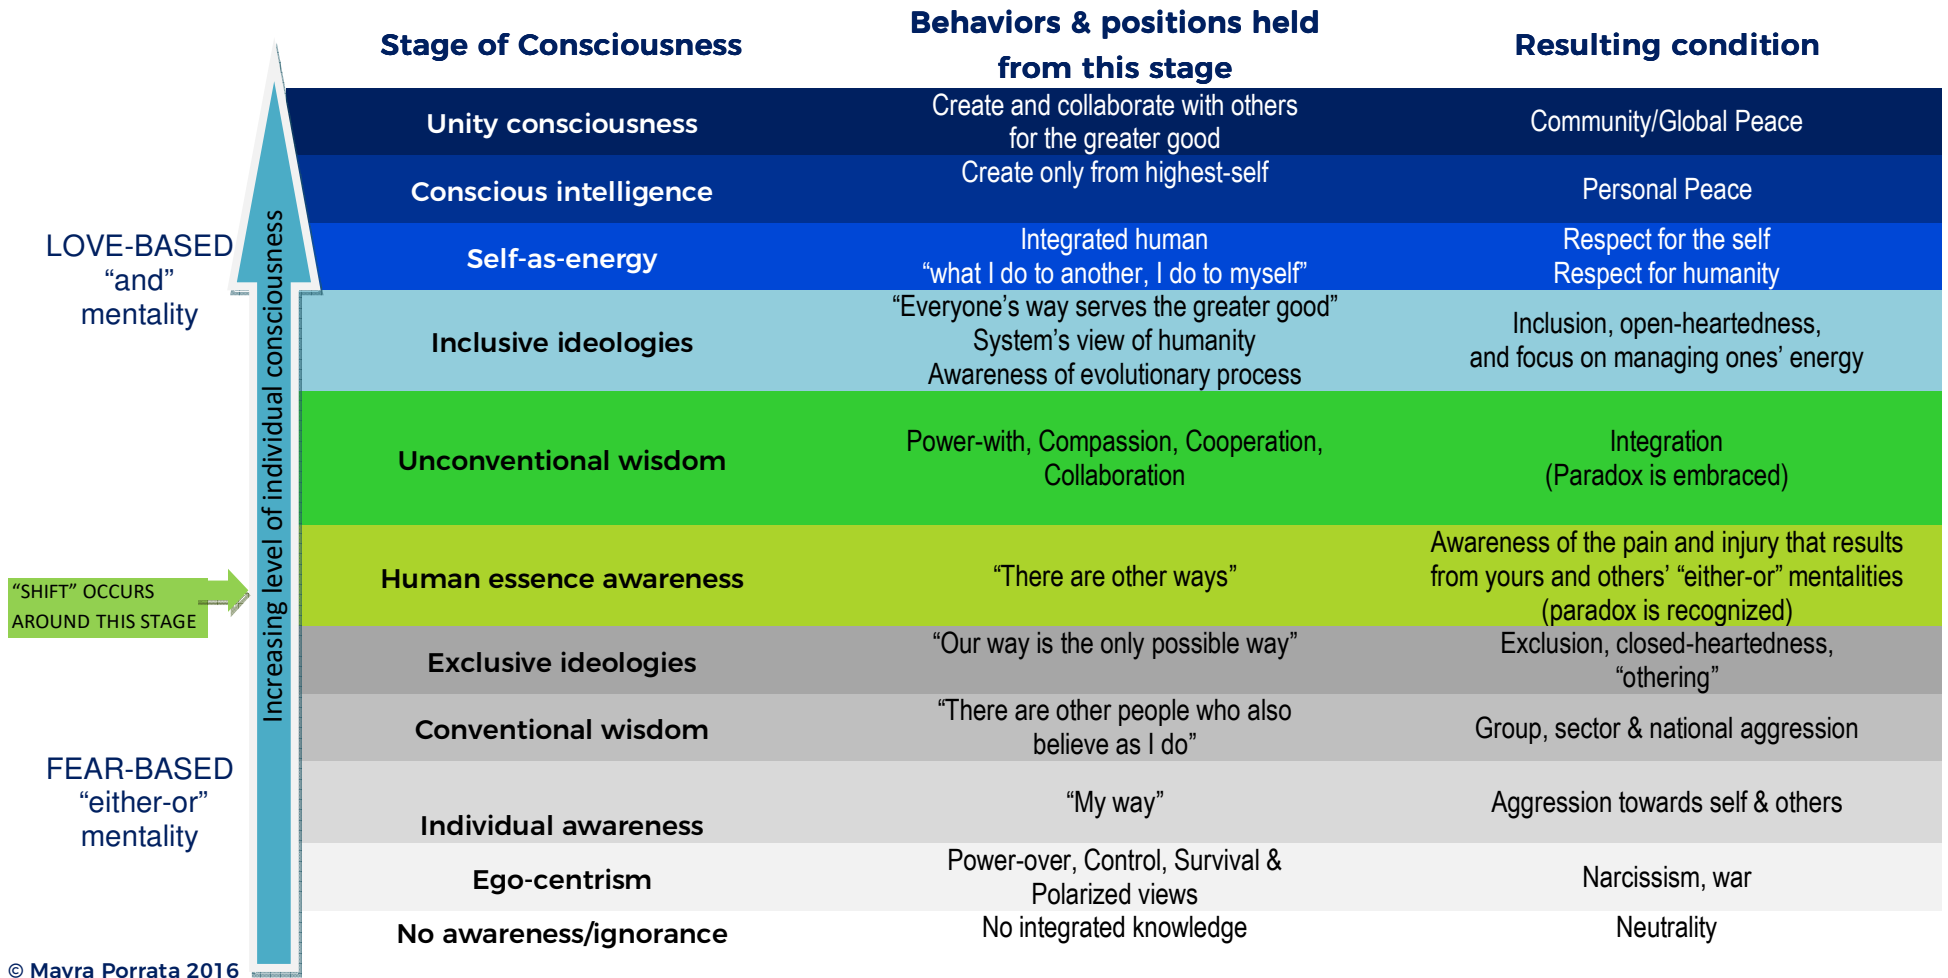 Stage of Consciousness
Behaviors & positions held
from this stage
Resulting condition
Unity consciousness
Create and collaborate with others
for the greater good
Community/Global Peace
Conscious intelligence
Create only from highest-self
Personal Peace
Self-as-energy
Integrated human
“what I do to another, I do to myself”
Respect for the self
Respect for humanity
Inclusive ideologies
“Everyone’s way serves the greater good”
System’s view of humanity
Awareness of evolutionary process
Inclusion, open-heartedness,
and focus on managing ones’ energy
Unconventional wisdom
Power-with, Compassion, Cooperation,
Collaboration
Integration
(Paradox is embraced)
Human essence awareness
“There are other ways”
Awareness of the pain and injury that results
from yours and others’ “either-or” mentalities
(paradox is recognized)
Exclusive ideologies
“Our way is the only possible way”
Exclusion, closed-heartedness,
“othering”
Conventional wisdom
“There are other people who also
believe as I do”
Group, sector & national aggression
Individual awareness
“My way”
Aggression towards self & others
Ego-centrism
Power-over, Control, Survival &
Polarized views
Narcissism, war
No awareness/ignorance
No integrated knowledge
Neutrality
LOVE-BASED
“and”
mentality
Increasing level of individual consciousness
“SHIFT” OCCURS
AROUND THIS STAGE
FEAR-BASED
“either-or”
mentality
© Mayra Porrata 2016